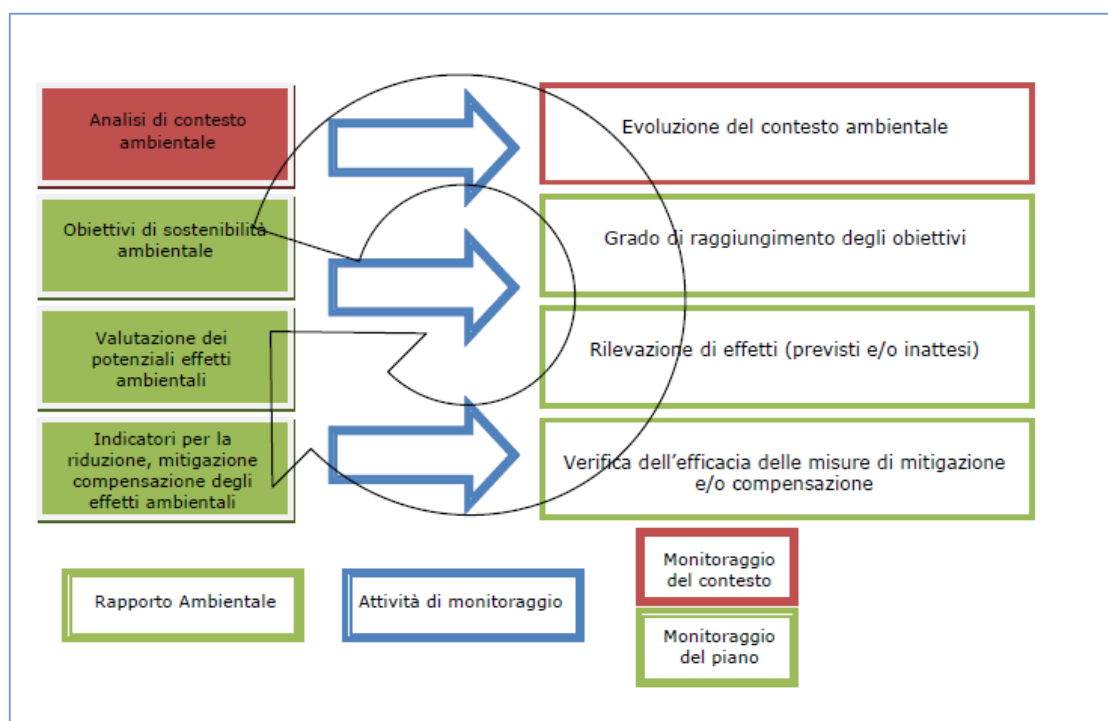 Analisi di contesto
ambientale
Evoluzione del contesto ambientale
Obiettivi di sostenibilità
ambientale
Grado di raggiungimento degli obiettivi
Valutazione dei
potenziali effetti
ambientali
Rilevazione di effetti (previsti e/o inattesi)
Indicatori per la
riduzione, mitigazione
compensazione degli
effetti ambientali
Verifica dell’efficacia delle misure di mitigazione
e/o compensazione
Rapporto Ambientale
Attività di monitoraggio
Monitoraggio
del contesto
Monitoraggio
del piano